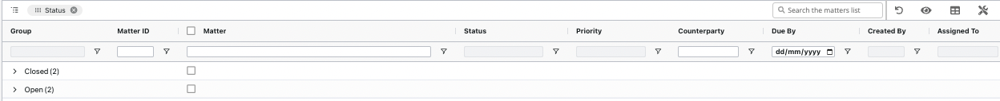 Status
Search the matters list
Group Matter ID Matter Status Priority Counterparty Due By Created By Assigned To
dd/mm/yyyy
Closed (2)
Open (2)